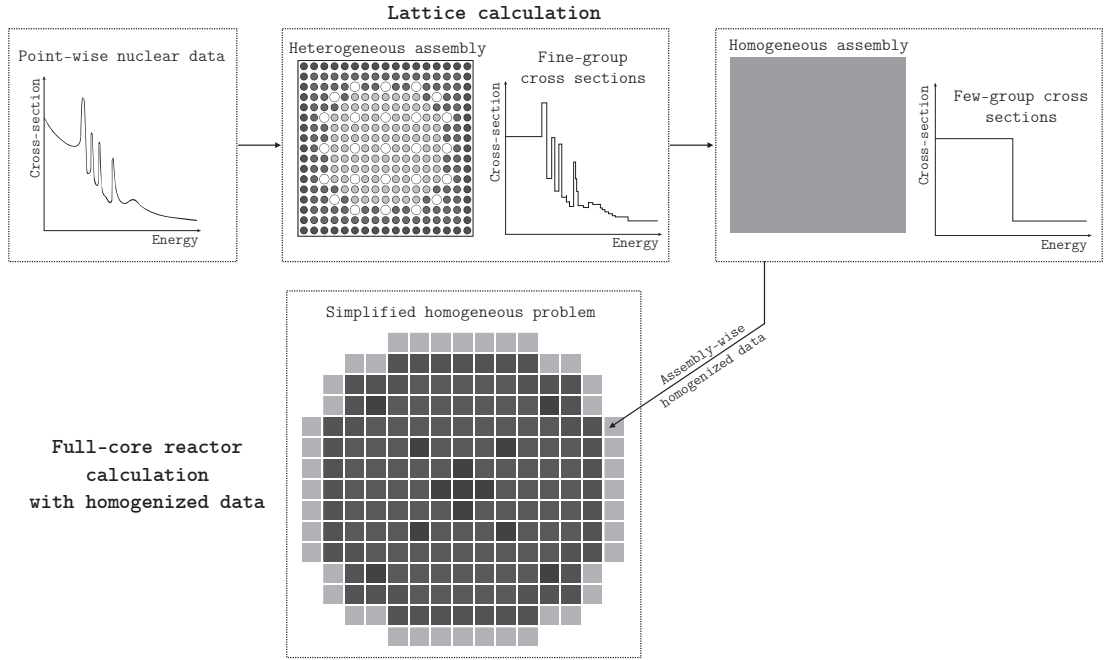 Lattice calculation
Point-wise nuclear data
Cross-section
Energy
Heterogeneous assembly
Fine-group
cross sections
Cross-section
Energy
Homogeneous assembly
Few-group cross
sections
Cross-section
Energy
Assembly-wise
homogenized data
Simplified homogeneous problem
Full-core reactor
calculation
with homogenized data